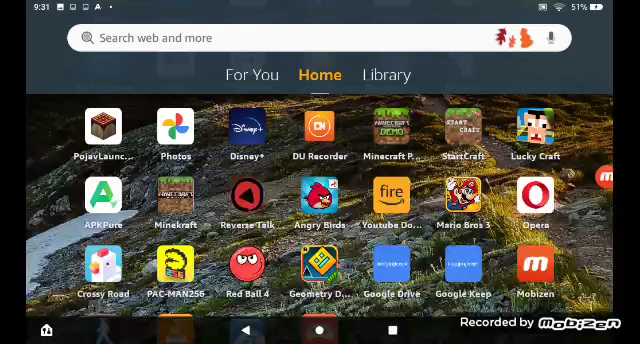 9:31
51%
Search web and more
For You Home Library
PojavLaunc... Photos Disney+ DU Recorder Minecraft P... StartCraft Lucky Craft
APKPure Minekraft Reverse Talk Angry Birds Youtube Do... Mario Bros 3 Opera
Crossy Road PAC-MAN256 Red Ball 4 Geometry D... Google Drive Google Keep Mobizen
Recorded by Mobizen